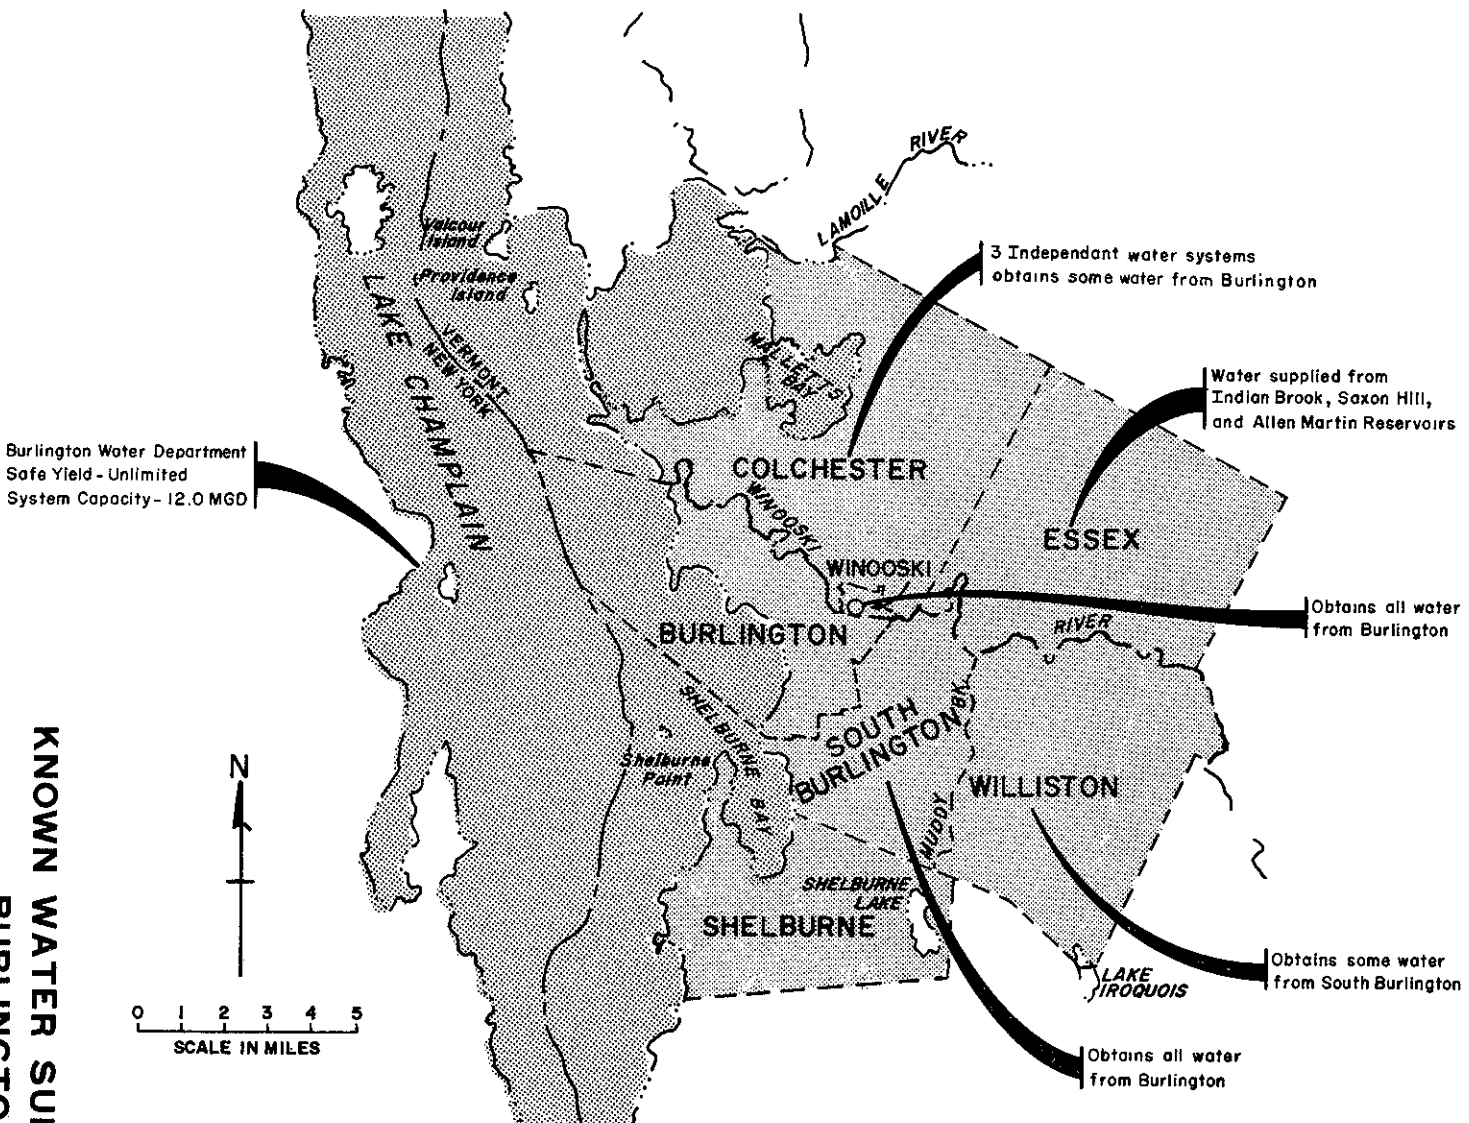 RIVER
LAMOILLE
3 Independant water systems
obtains some water from Burlington
Valcour
Island
Providence
Island
LAKE CHAMPLAIN
VERMONT
NEW YORK
MALLETTS
BAY
Water supplied from
Indian Brook, Saxon Hill,
and Allen Martin Reservoirs
Burlington Water Department
Safe Yield - Unlimited
System Capacity - 12.0 MGD
COLCHESTER
WINOOSKI
ESSEX
WINOOSKI
Obtains all water
from Burlington
RIVER
BURLINGTON
SHELBURNE
BAY
SOUTH
BURLINGTON
BK
MUDDY
Shelburne
Point
WILLISTON
N
SHELBURNE
LAKE
SHELBURNE
LAKE
IROQUOIS
Obtains some water
from South Burlington
Obtains all water
from Burlington
0 1 2 3 4 5
SCALE IN MILES
KNOWN WATER